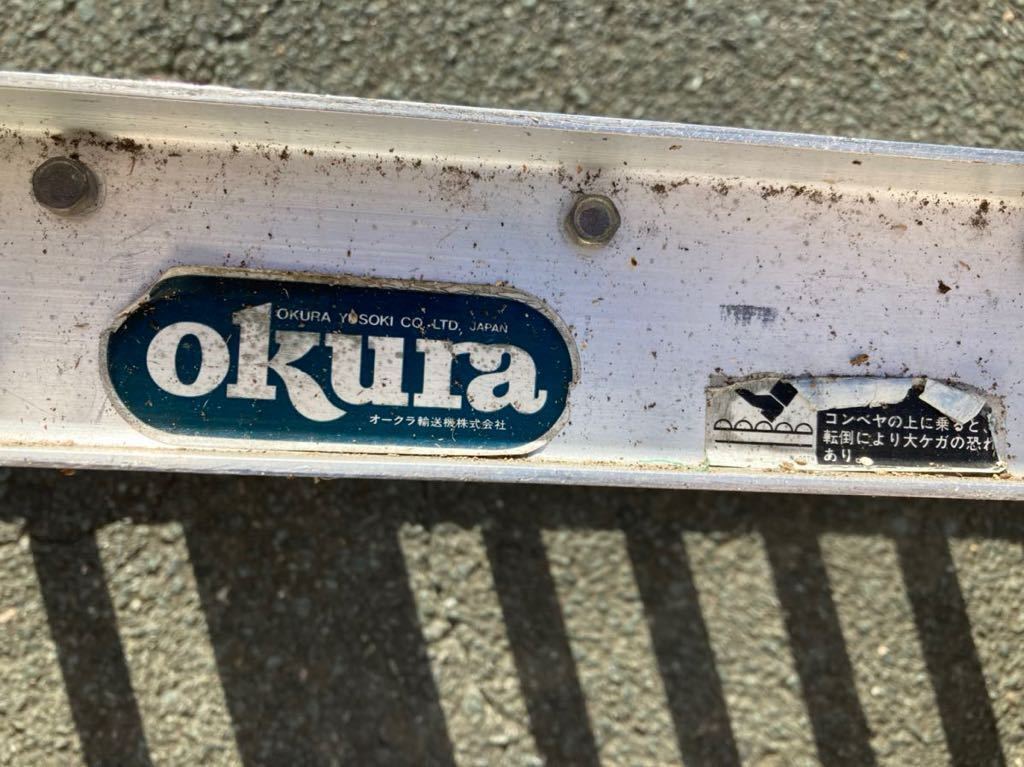 OKURA YUSOKI CO.,LTD. JAPAN
okura
オークラ輸送機株式会社
コンベヤの上に乗ると、
転倒により大ケガの恐れ
あり。